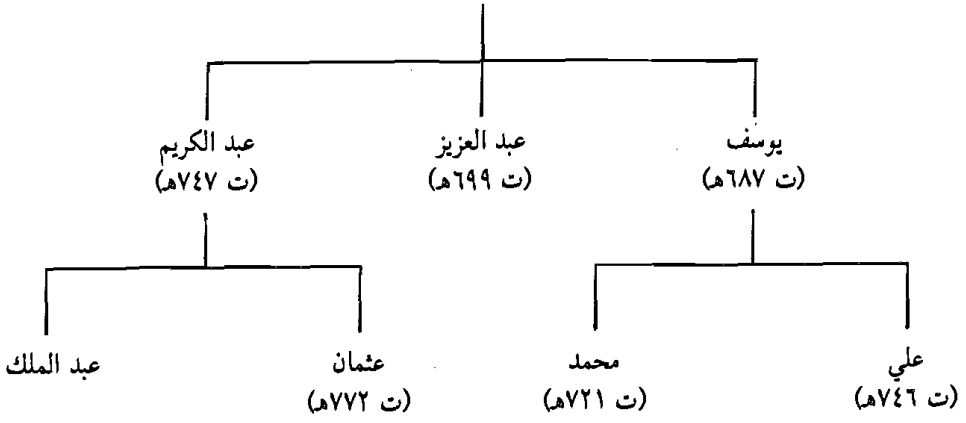 يوسف
(ت ٦٨٧هـ)
عبد العزيز
(ت ٦٩٩هـ)
عبد الكريم
(ت ٧٤٧هـ)
علي
(ت ٧٤٦هـ)
محمد
(ت ٧٢١هـ)
عثمان
(ت ٧٧٢هـ)
عبد الملك